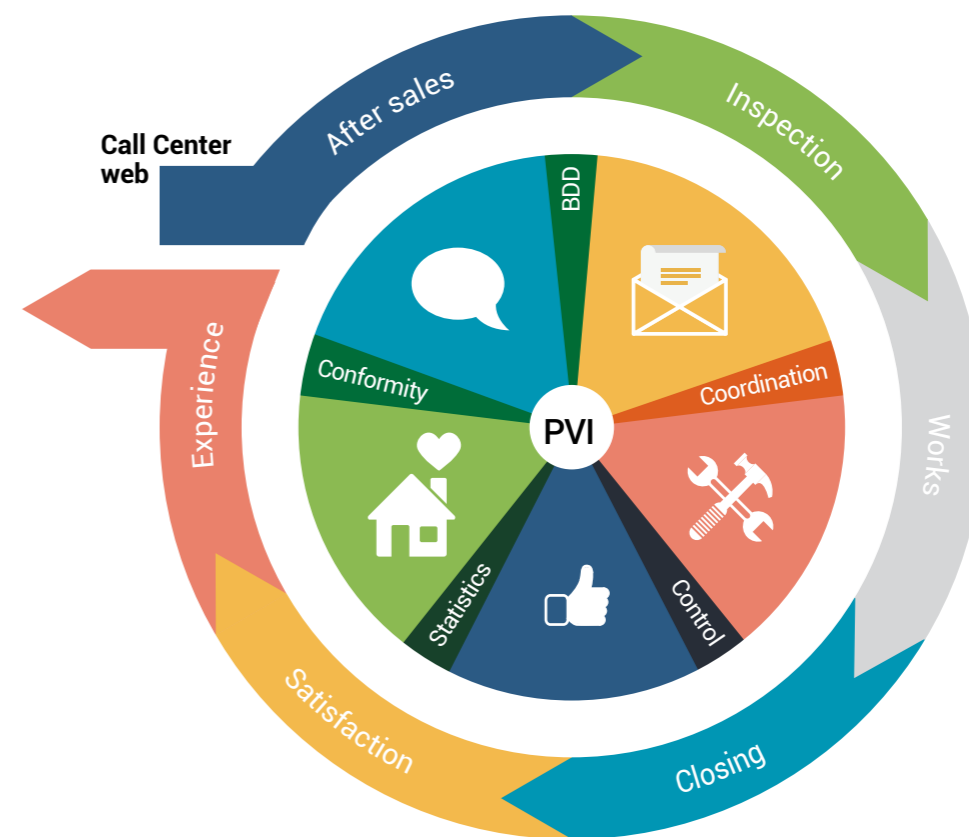 Call Center
web
After sales
Inspection
Works
Closing
Satisfaction
Experience
BDD
Coordination
Control
Statistics
Conformity
PVI